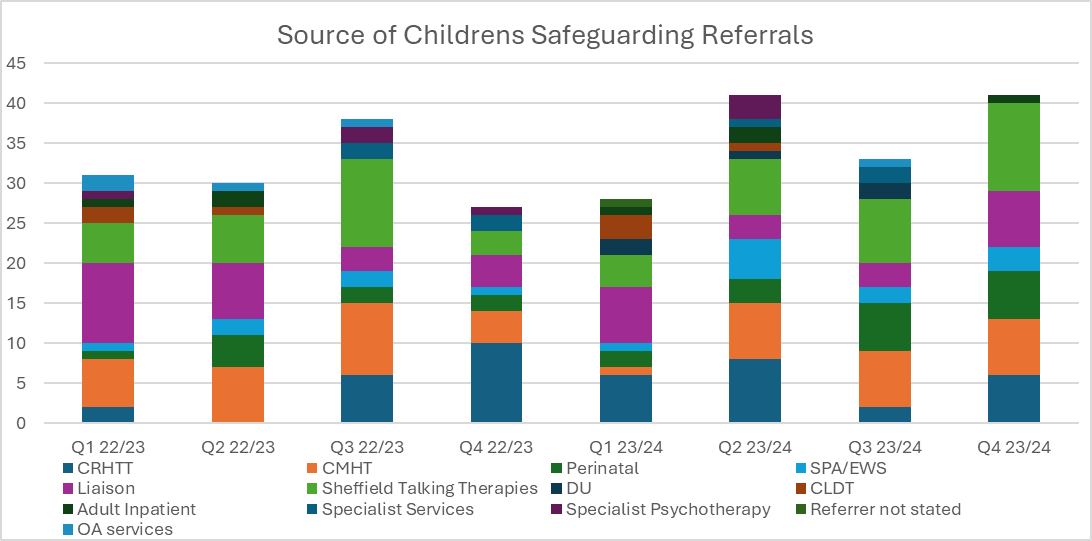 Source of Childrens Safeguarding Referrals
45
40
35
30
25
20
15
10
5
0
Q1 22/23 Q2 22/23 Q3 22/23 Q4 22/23 Q1 23/24 Q2 23/24 Q3 23/24 Q4 23/24
CRHTT CMHT Perinatal SPA/EWS
Liaison Sheffield Talking Therapies DU CLDT
Adult Inpatient Specialist Services Specialist Psychotherapy Referrer not stated
OA services